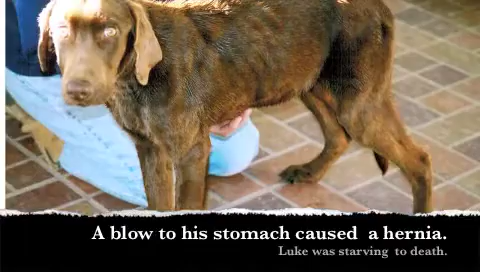 A blow to his stomach caused a hernia.
Luke was starving to death.